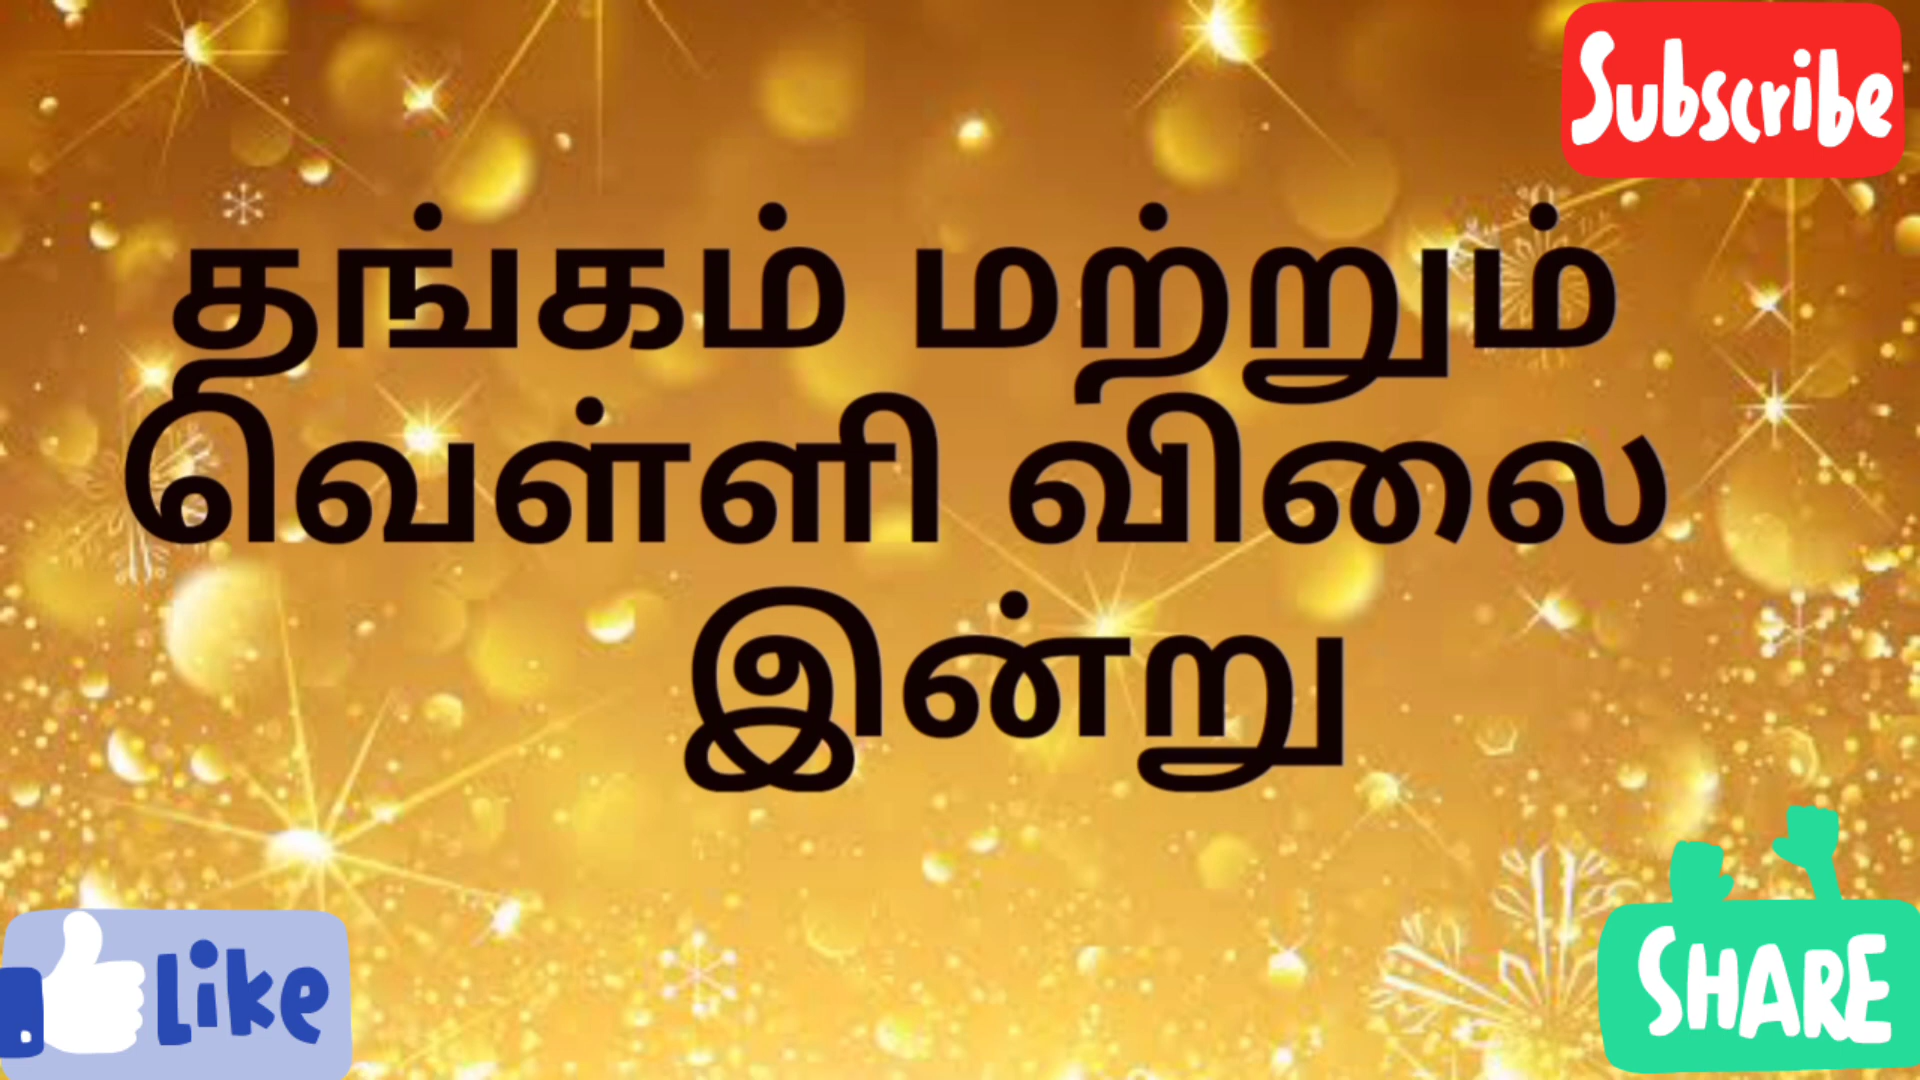 Subscribe
தங்கம் மற்றும்
வெள்ளி விலை
இன்று
Like
SHARE